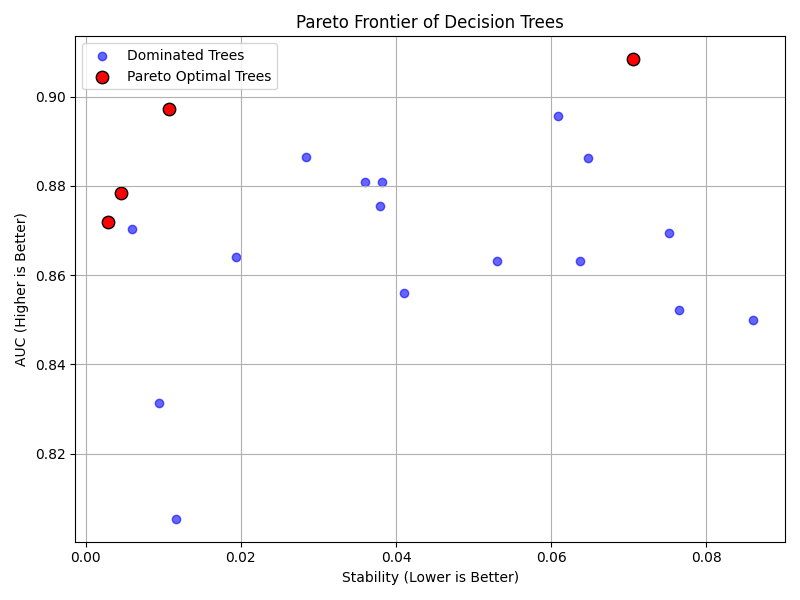 Pareto Frontier of Decision Trees
Dominated Trees
Pareto Optimal Trees
AUC (Higher is Better)
0.90
0.88
0.86
0.84
0.82
0.00 0.02 0.04 0.06 0.08
Stability (Lower is Better)